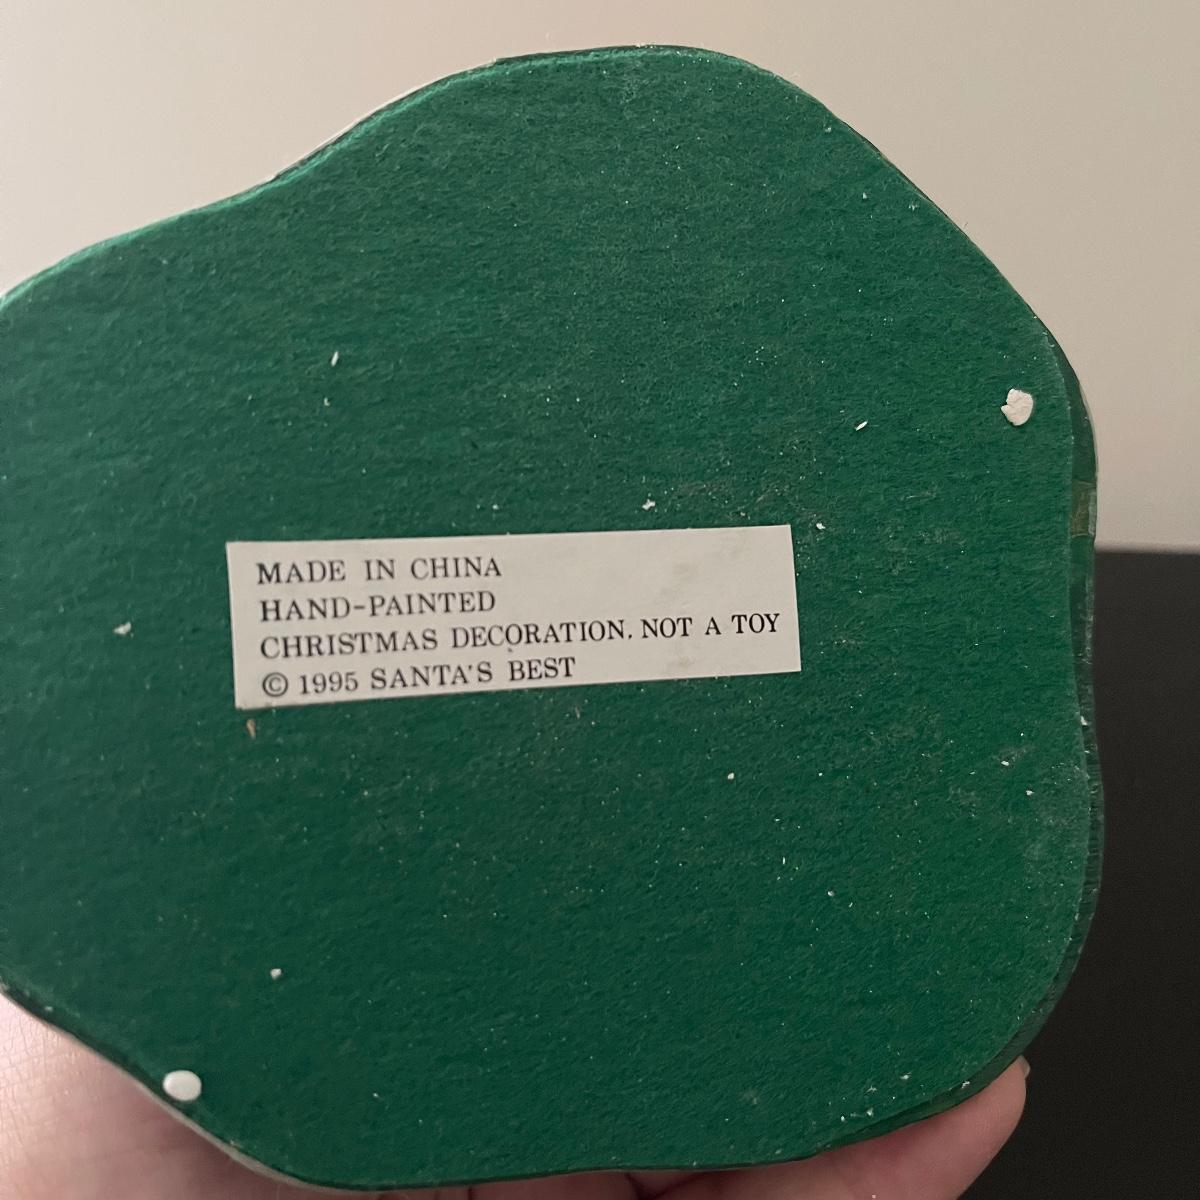 MADE IN CHINA
HAND-PAINTED
CHRISTMAS DECORATION. NOT A TOY
© 1995 SANTA'S BEST